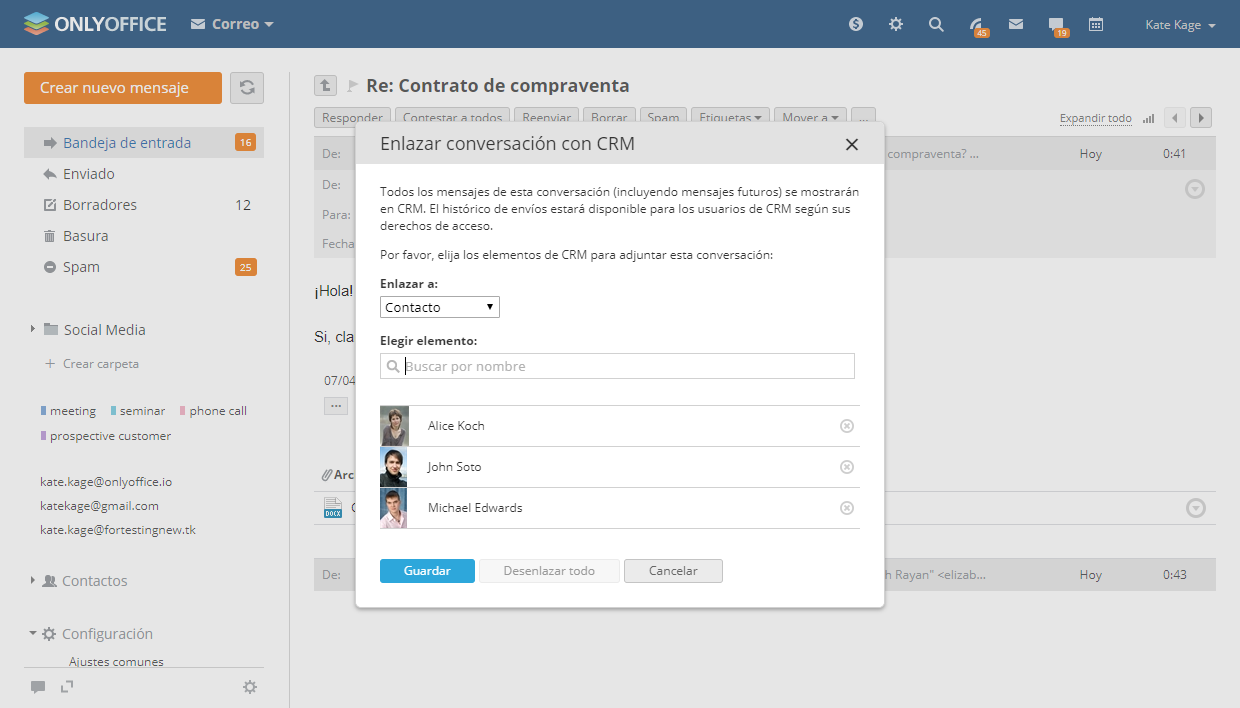 ONLYOFFICE
Correo
45
19
Kate Kage
Crear nuevo mensaje
Bandeja de entrada
16
Enviado
Borradores
12
Basura
Spam
25
Social Media
Crear carpeta
meeting
seminar
phone call
prospective customer
kate.kage@onlyoffice.io
katekage@gmail.com
kate.kage@fortestingnew.tk
Contactos
Configuración
Ajustes comunes
Re: Contrato de compraventa
Responder
Contestar a todos
Reenviar
Borrar
Spam
Etiquetas
Mover a
...
Expandir todo
De:
compraventa? ...
Hoy
0:41
De:
Para:
Fecha
¡Hola!
Si, cla
07/04
...
Arc
DOCX
De:
h Rayan" <elizab...
Hoy
0:43
Enlazar conversación con CRM
Todos los mensajes de esta conversación (incluyendo mensajes futuros) se mostrarán
en CRM. El histórico de envíos estará disponible para los usuarios de CRM según sus
derechos de acceso.
Por favor, elija los elementos de CRM para adjuntar esta conversación:
Enlazar a:
Contacto
Elegir elemento:
Buscar por nombre
Alice Koch
John Soto
Michael Edwards
Guardar
Desenlazar todo
Cancelar